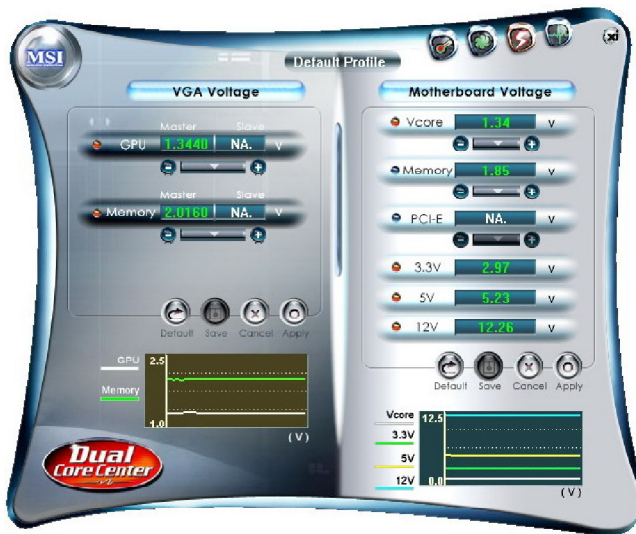 MSI
Default Profile
VGA Voltage
Master Slave
GPU 1.3440 NA. V
Master Slave
Memory 2.0160 NA. V
Default Save Cancel Apply
GPU
Memory
2.5
1.0
(V)
Dual
Core Center
Motherboard Voltage
Vcore 1.34 V
Memory 1.85 V
PCI-E NA. V
3.3V 2.97 V
5V 5.23 V
12V 12.26 V
Default Save Cancel Apply
Vcore
3.3V
5V
12V
12.5
0.0
(V)